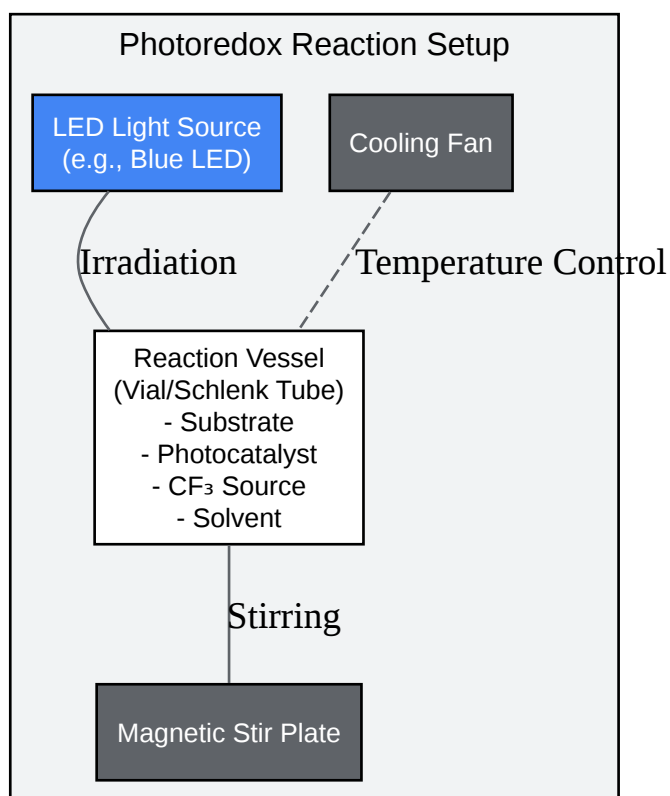 Photoredox Reaction Setup
LED Light Source
(e.g., Blue LED)
Cooling Fan
Irradiation
Temperature Control
Reaction Vessel
(Vial/Schlenk Tube)
- Substrate
- Photocatalyst
- CF₃ Source
- Solvent
Stirring
Magnetic Stir Plate